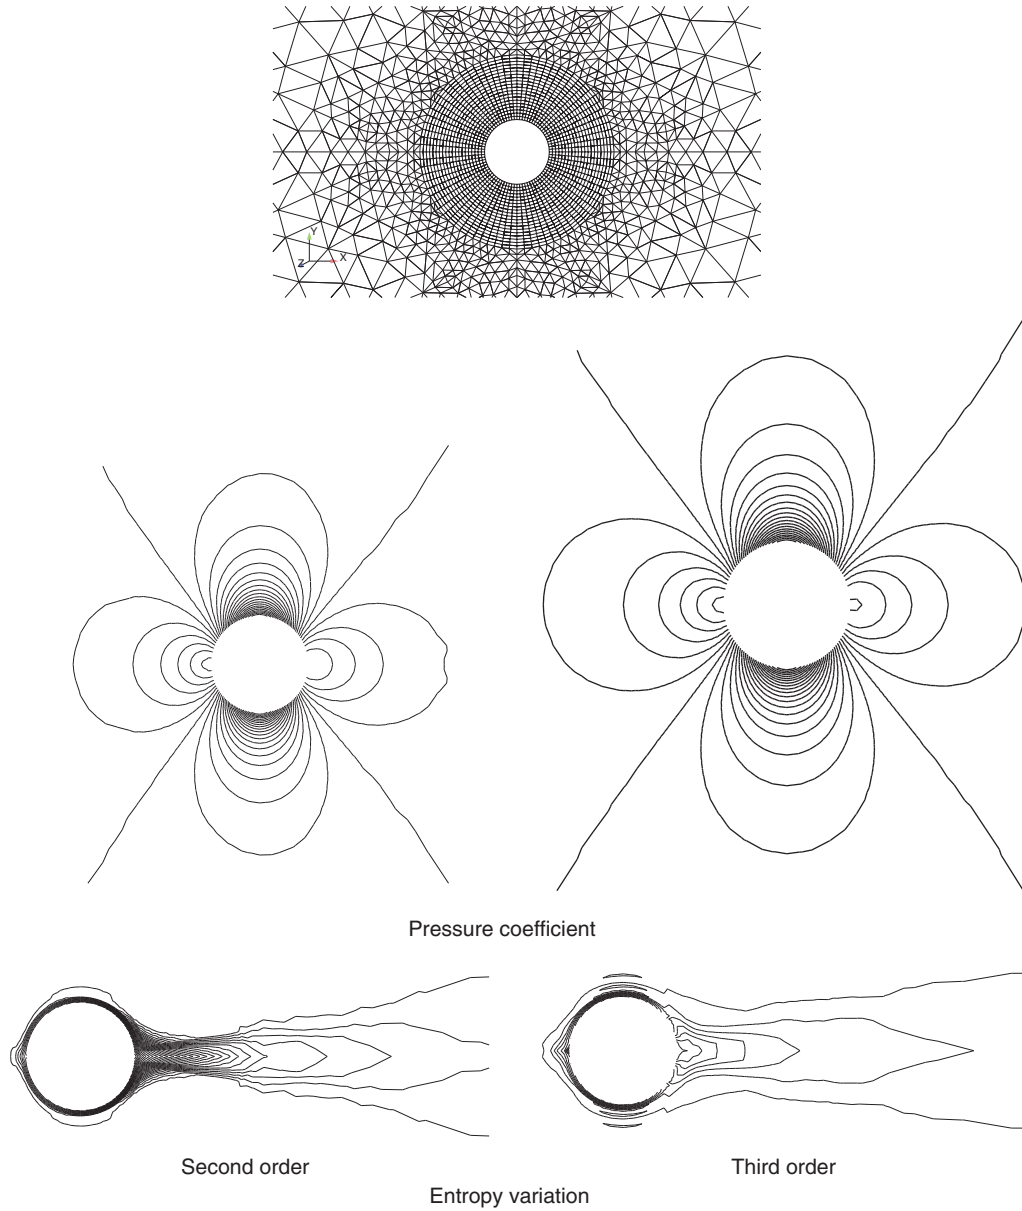 Y
Z
X
Pressure coefficient
Second order
Third order
Entropy variation